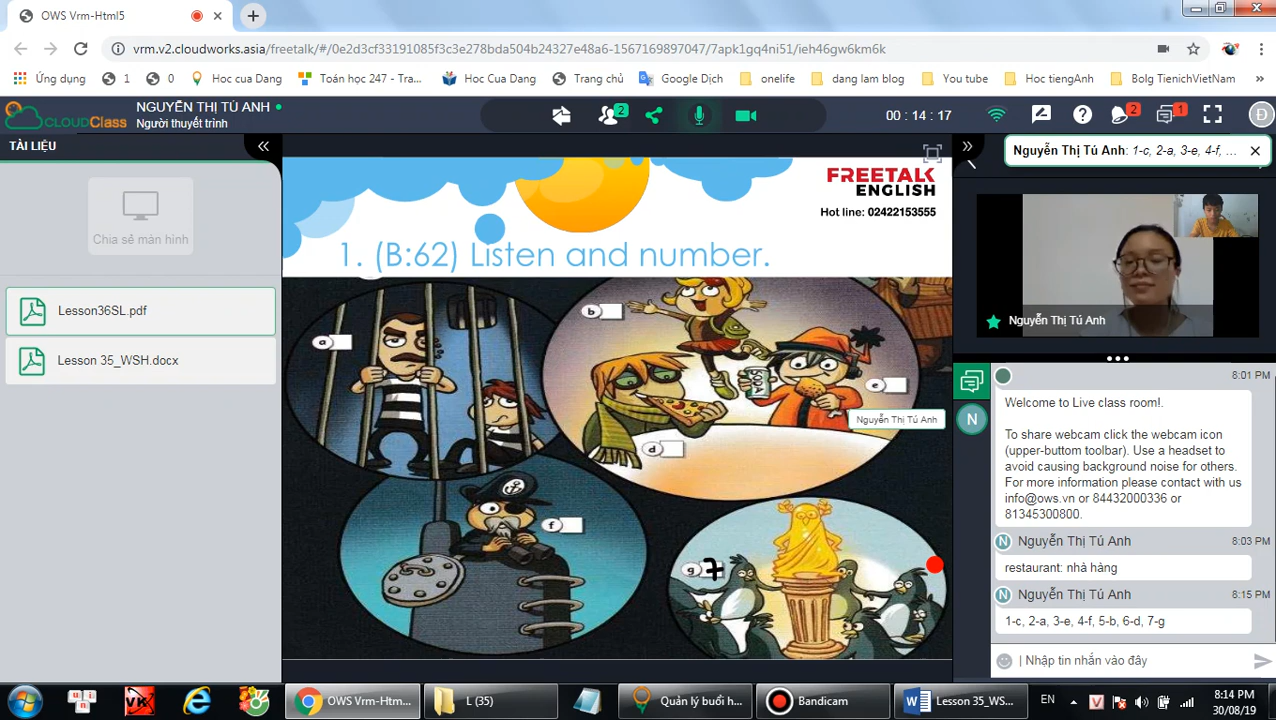 OWS Vrm-Html5
vrm.v2.cloudworks.asia/freetalk/#/0e2d3cf33191085f3c3e278bda504b24327e48a6-1567169897047/7apk1gq4ni51/ieh46gw6km6k
Ứng dụng 1 0 Hoc cua Dang Toán học 247 - Tra... Hoc Cua Dang Trang chủ Google Dịch onelife dang lam blog You tube Hoc tiengAnh Bolg TienichVietNam »
CLOUDClass
NGUYỄN THỊ TÚ ANH
Người thuyết trình
2
00 : 14 : 17
2
1
Đ
TÀI LIỆU
Chia sẻ màn hình
Lesson36SL.pdf
Lesson 35_WSH.docx
FREETALK
ENGLISH
Hot line: 02422153555
1. (B:62) Listen and number.
a
b
SODA
e
Nguyễn Thị Tú Anh
d
f
g 7
Nguyễn Thị Tú Anh: 1-c, 2-a, 3-e, 4-f, ...
Nguyễn Thị Tú Anh
8:01 PM
Welcome to Live class room!.
To share webcam click the webcam icon
(upper-buttom toolbar). Use a headset to
avoid causing background noise for others.
For more information please contact with us
info@ows.vn or 84432000336 or
81345300800.
N
N Nguyễn Thị Tú Anh 8:03 PM
restaurant: nhà hàng
N Nguyễn Thị Tú Anh 8:15 PM
1-c, 2-a, 3-e, 4-f, 5-b, 6-d, 7-g
Nhập tin nhắn vào đây
OWS Vrm-Htm... L (35) Quản lý buổi h... Bandicam Lesson 35_WS... EN 8:14 PM
30/08/19